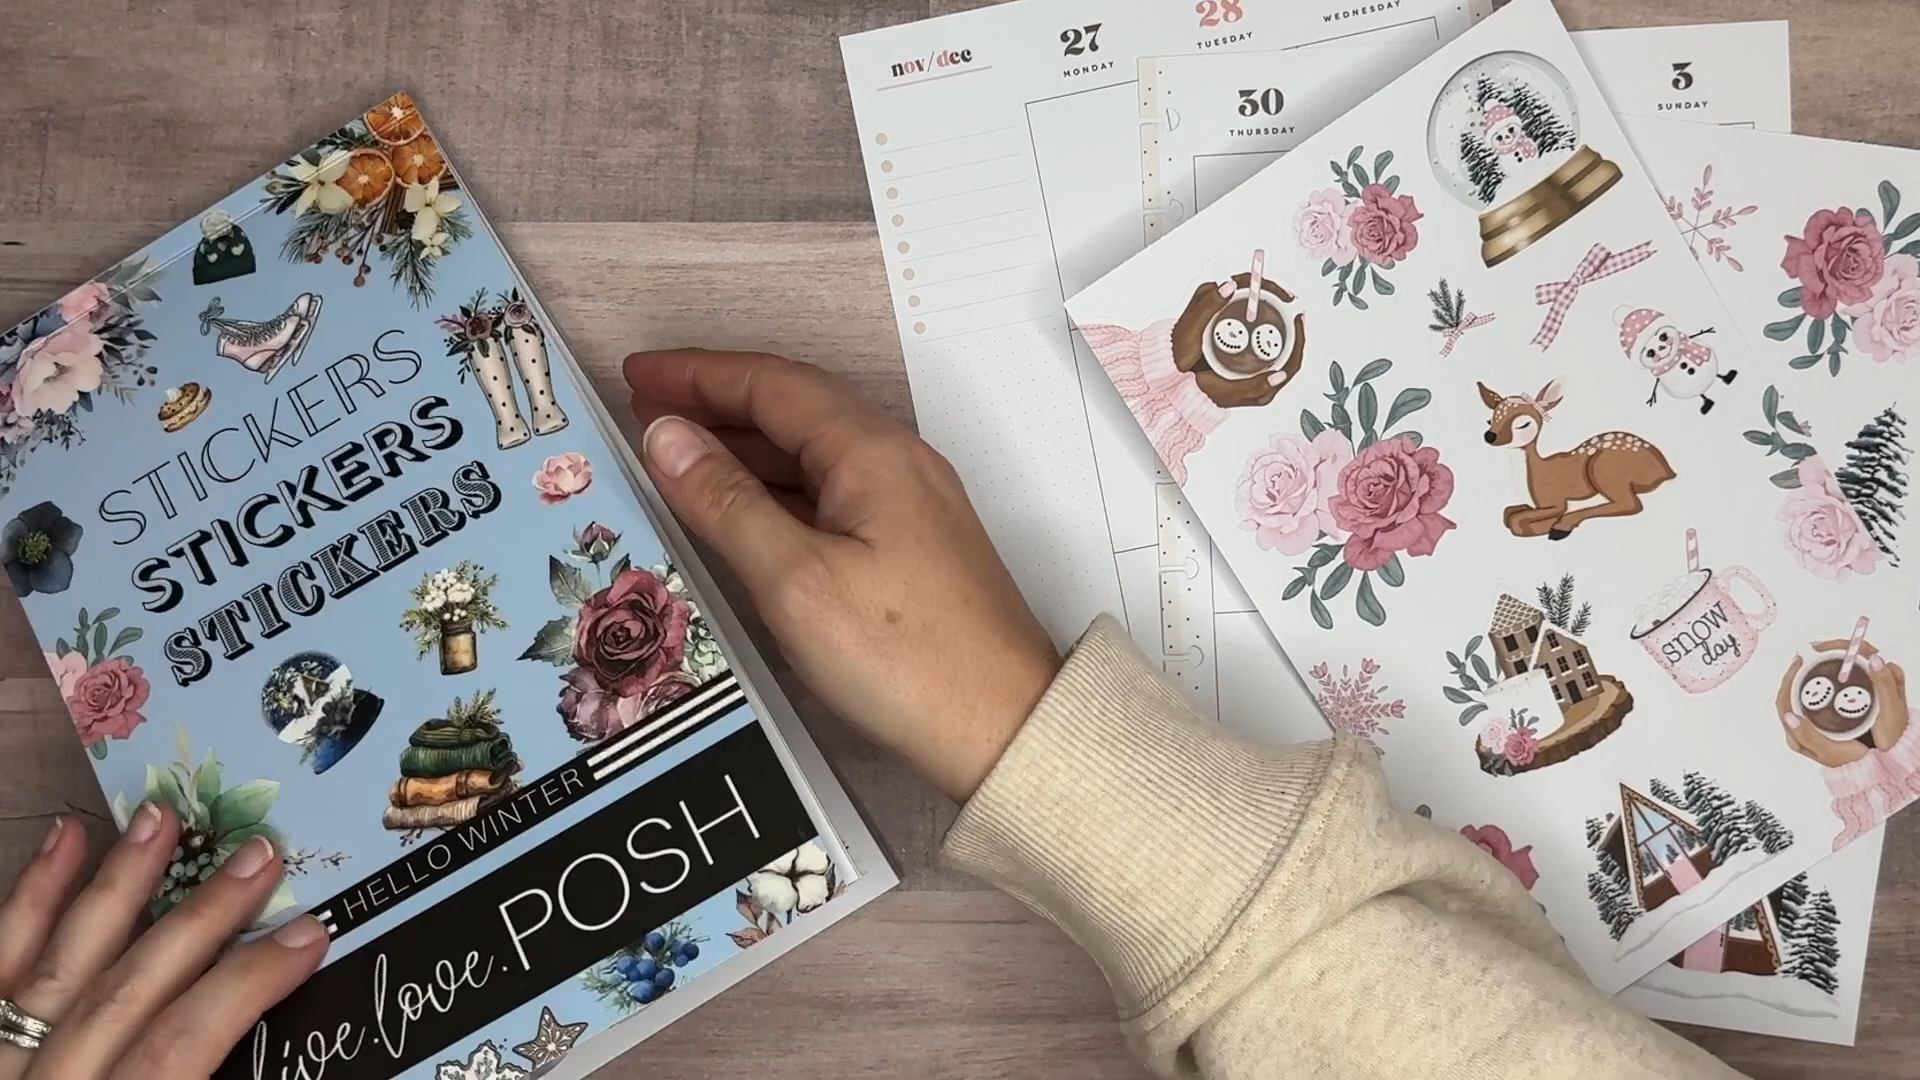 STICKERS
STICKERS
STICKERS
HELLO WINTER
live.love.POSH
nov/dec
27
MONDAY
28
TUESDAY
WEDNESDAY
30
THURSDAY
3
SUNDAY
snow
day